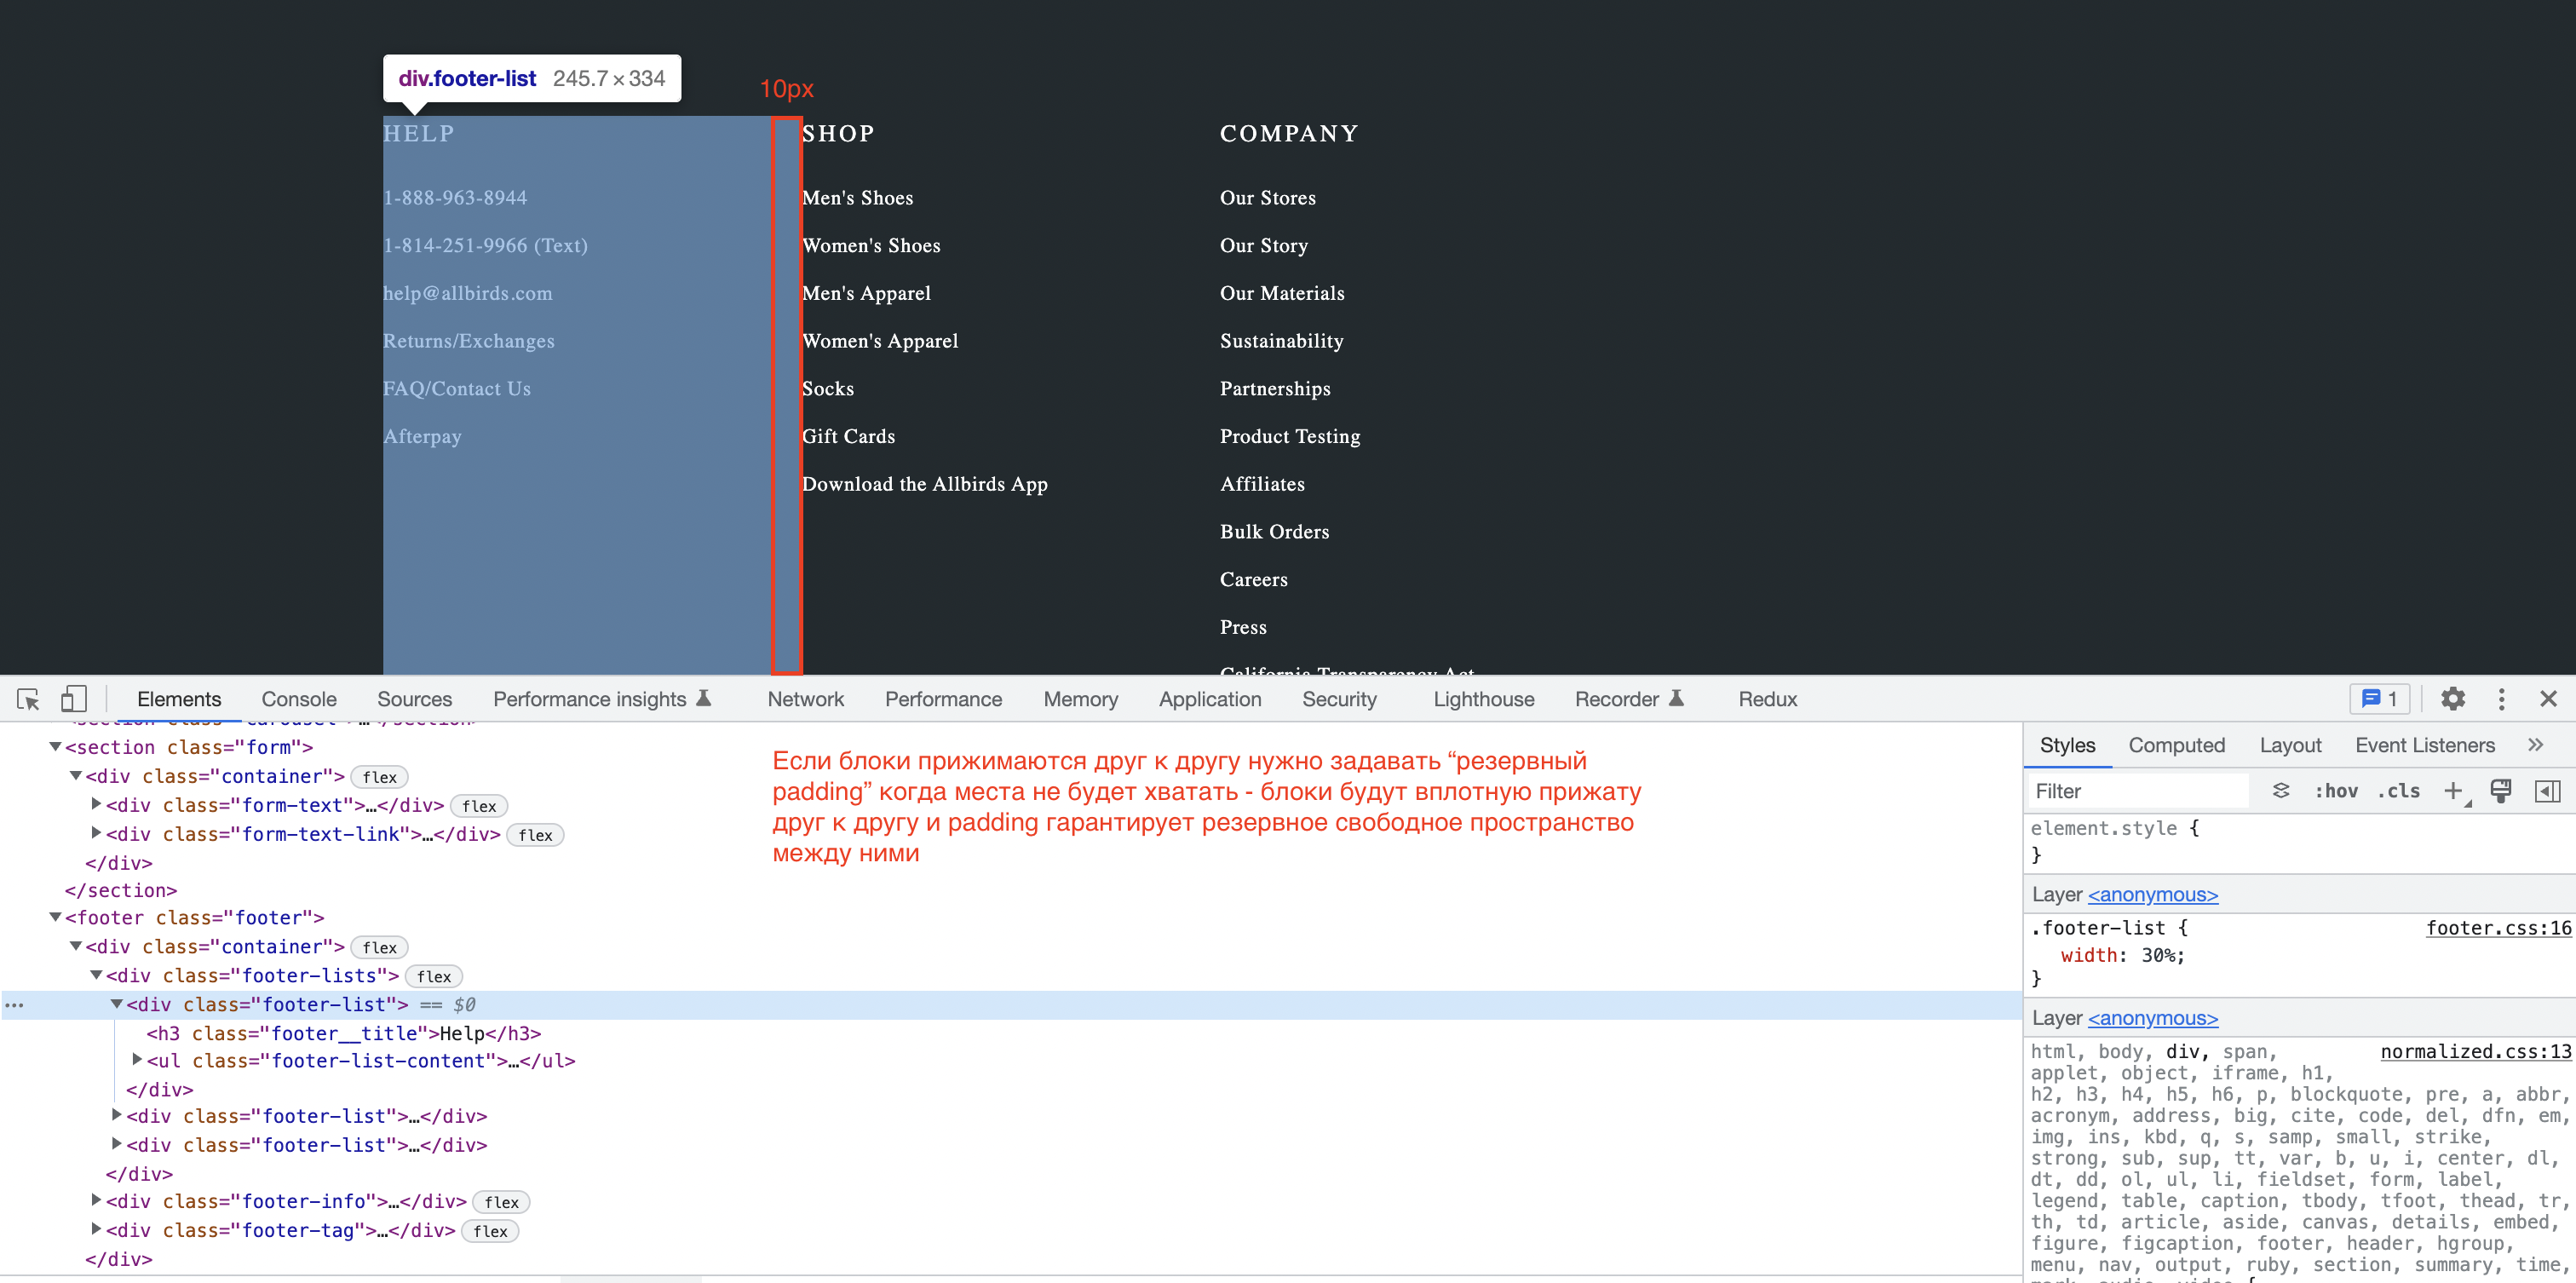 div.footer-list 245.7 × 334
10px
HELP
1-888-963-8944
1-814-251-9966 (Text)
help@allbirds.com
Returns/Exchanges
FAQ/Contact Us
Afterpay
SHOP
Men's Shoes
Women's Shoes
Men's Apparel
Women's Apparel
Socks
Gift Cards
Download the Allbirds App
COMPANY
Our Stores
Our Story
Our Materials
Sustainability
Partnerships
Product Testing
Affiliates
Bulk Orders
Careers
Press
California Transparency Act
Elements Console Sources Performance insights Network Performance Memory Application Security Lighthouse Recorder Redux 1
<section class="carousel">…</section>
<section class="form">
<div class="container"> flex
<div class="form-text">…</div> flex
<div class="form-text-link">…</div> flex
</div>
</section>
<footer class="footer">
<div class="container"> flex
<div class="footer-lists"> flex
… <div class="footer-list"> == $0
<h3 class="footer__title">Help</h3>
<ul class="footer-list-content">…</ul>
</div>
<div class="footer-list">…</div>
<div class="footer-list">…</div>
</div>
<div class="footer-info">…</div> flex
<div class="footer-tag">…</div> flex
</div>
Если блоки прижимаются друг к другу нужно задавать “резервный
padding” когда места не будет хватать - блоки будут вплотную прижату
друг к другу и padding гарантирует резервное свободное пространство
между ними
Styles Computed Layout Event Listeners »
Filter :hov .cls +
element.style {
}
Layer <anonymous>
.footer-list { footer.css:16
width: 30%;
}
Layer <anonymous>
html, body, div, span, normalized.css:13
applet, object, iframe, h1,
h2, h3, h4, h5, h6, p, blockquote, pre, a, abbr,
acronym, address, big, cite, code, del, dfn, em,
img, ins, kbd, q, s, samp, small, strike,
strong, sub, sup, tt, var, b, u, i, center, dl,
dt, dd, ol, ul, li, fieldset, form, label,
legend, table, caption, tbody, tfoot, thead, tr,
th, td, article, aside, canvas, details, embed,
figure, figcaption, footer, header, hgroup,
menu, nav, output, ruby, section, summary, time,
mark, audio, video {